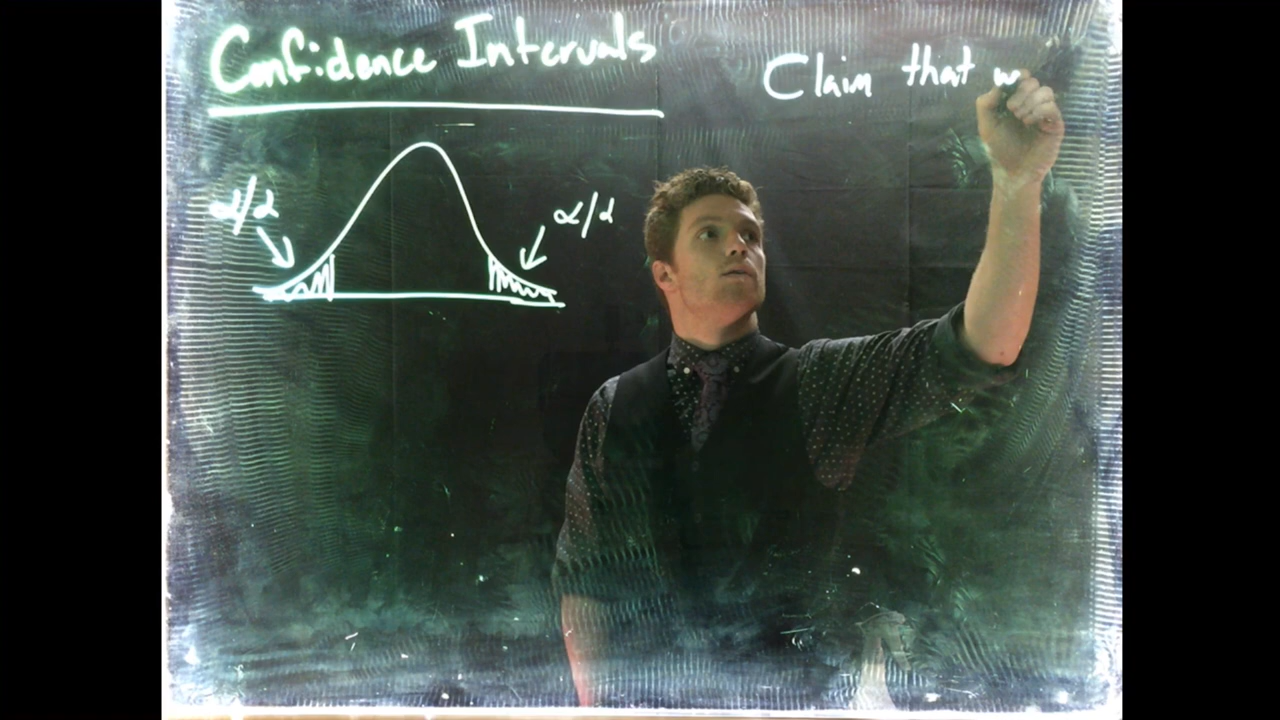 Confidence Intervals
Claim that w
α/2
α/2